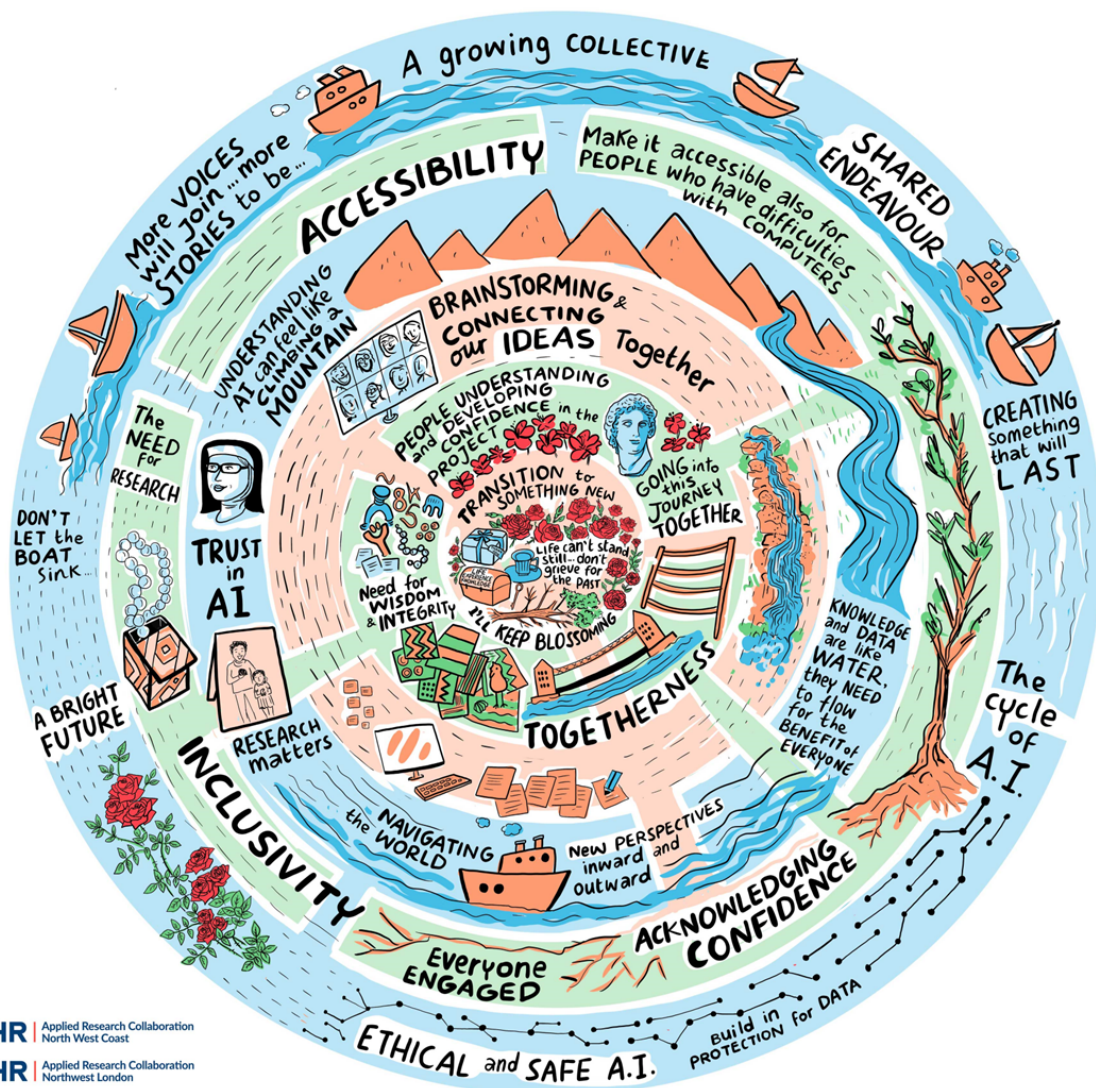 A growing COLLECTIVE
SHARED
ENDEAVOUR
CREATING
something
that will
LAST
The
cycle
of
A.I.
Build in
PROTECTION for DATA
ETHICAL and SAFE A.I.
A BRIGHT
FUTURE
DON'T
LET the
BOAT
Sink...
More VOICES
will join... more
STORIES to be...
ACCESSIBILITY
Make it accessible also for
PEOPLE who have difficulties
with COMPUTERS
ACKNOWLEDGING
CONFIDENCE
Everyone
ENGAGED
INCLUSIVITY
The
NEED
for
RESEARCH
UNDERSTANDING
AI can feel like
CLIMBING a
MOUNTAIN
KNOWLEDGE
and DATA
are like
WATER,
they NEED
to flow
for the
BENEFIT of
EVERYONE
NEW PERSPECTIVES
inward and
outward
NAVIGATING
the WORLD
RESEARCH
matters
TRUST
in
AI
BRAINSTORMING &
CONNECTING
our IDEAS Together
PEOPLE UNDERSTANDING
and DEVELOPING
CONFIDENCE in the
PROJECT
GOING into
this
JOURNEY
TOGETHER
TOGETHERNESS
Need for
WISDOM
& INTEGRITY
TRANSITION to
SOMETHING NEW
Life can't stand
still... don't
grieve for
the PAST
LIFE
EXPERIENCE
KNOWLEDGE
I'LL KEEP BLOSSOMING
HR | Applied Research Collaboration
North West Coast
HR | Applied Research Collaboration
Northwest London